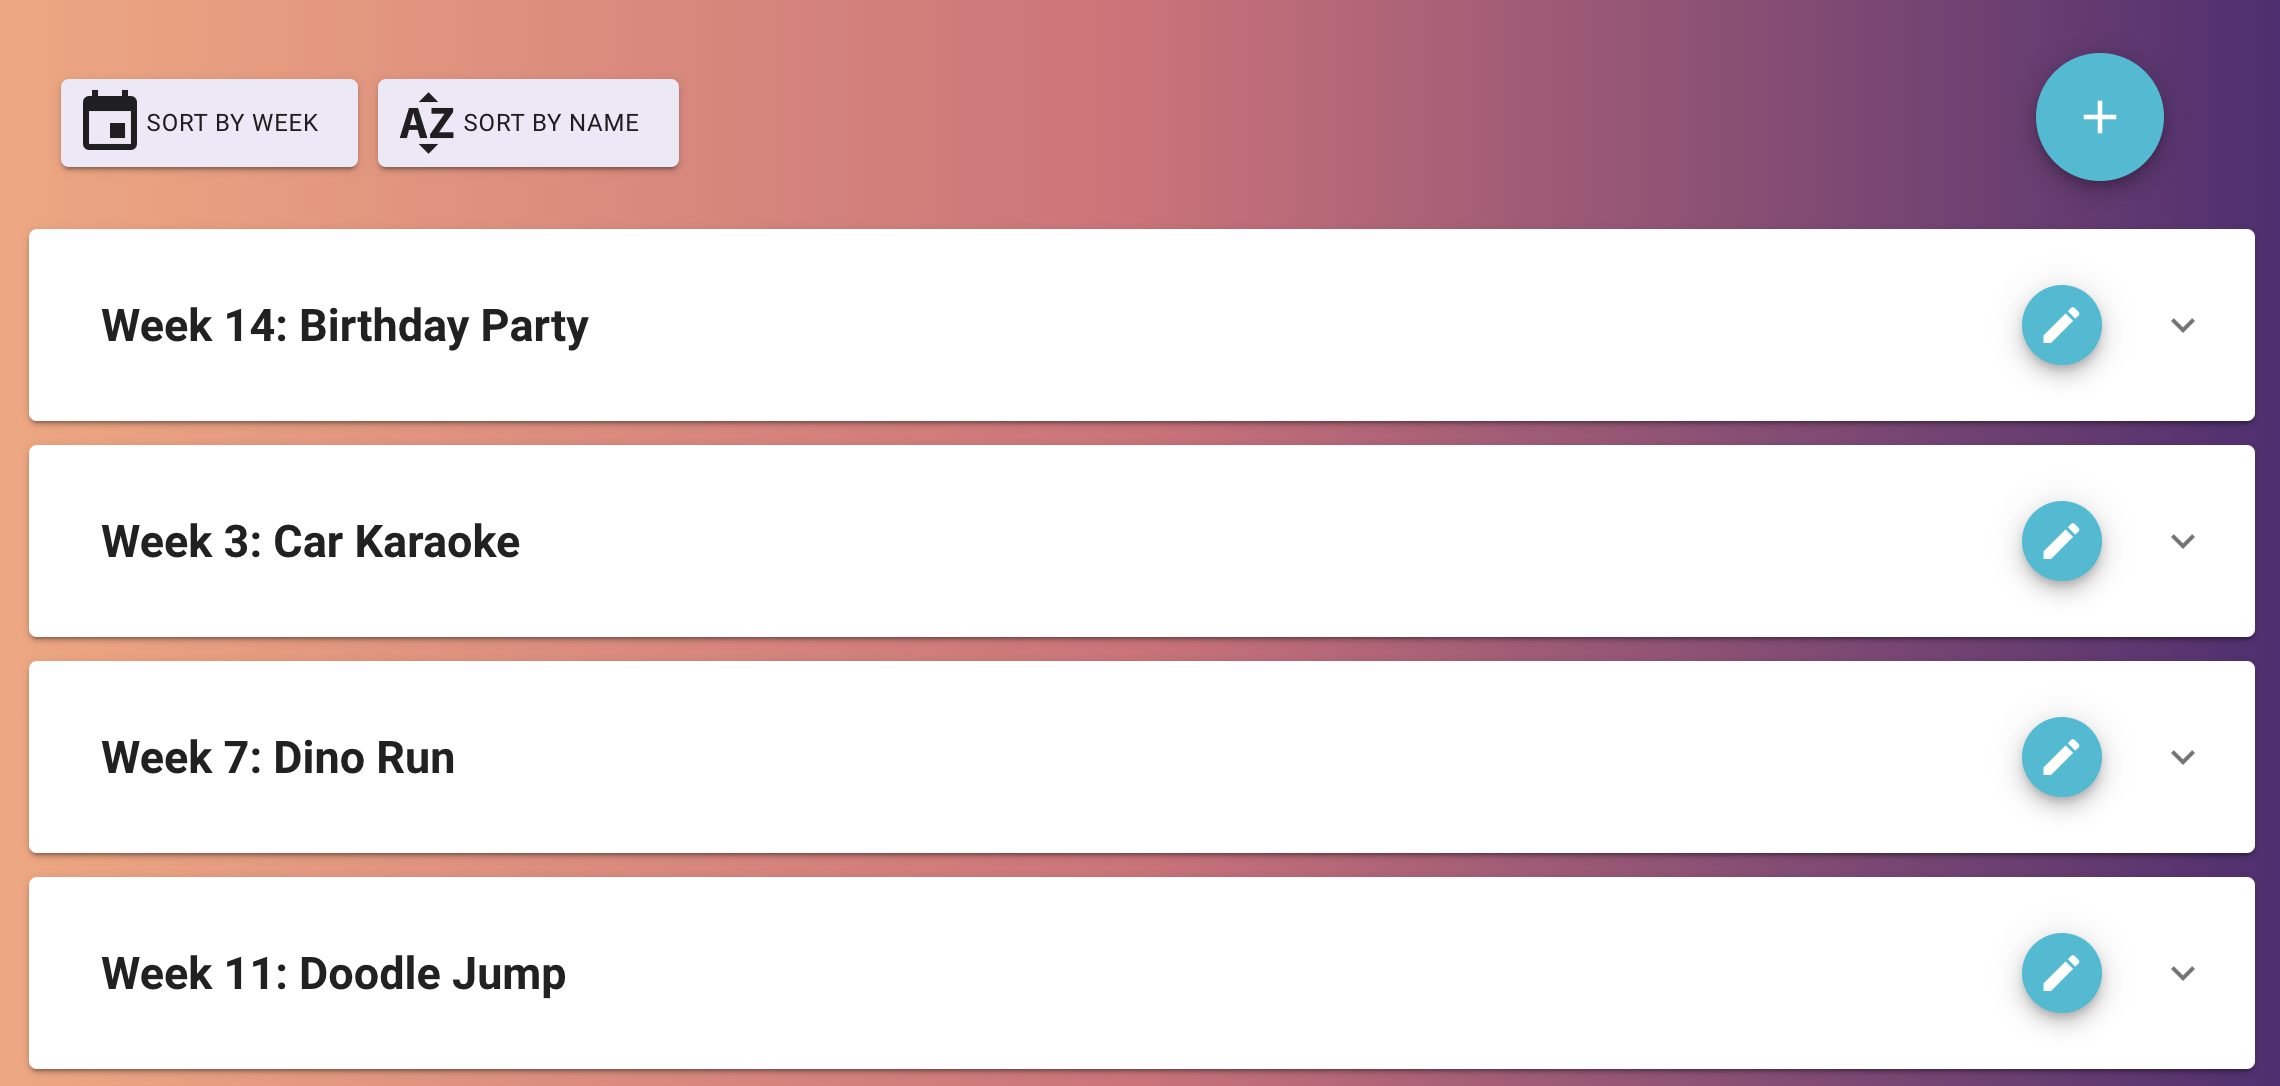 SORT BY WEEK
AZ SORT BY NAME
Week 14: Birthday Party
Week 3: Car Karaoke
Week 7: Dino Run
Week 11: Doodle Jump